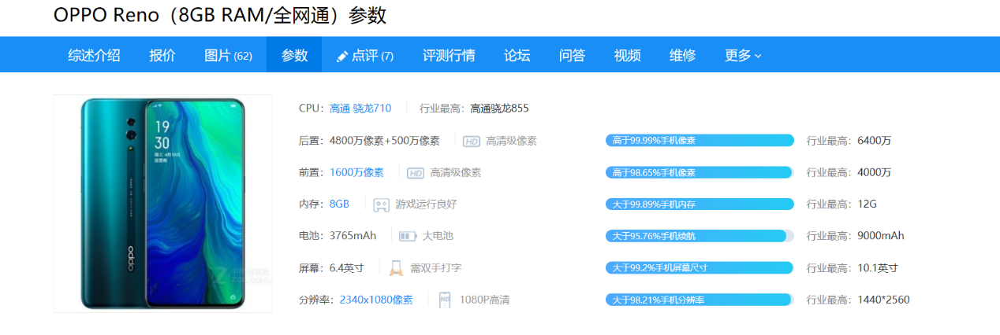 OPPO Reno（8GB RAM/全网通）参数
综述介绍 报价 图片 (62) 参数 点评 (7) 评测行情 论坛 问答 视频 维修 更多
CPU： 高通 骁龙710 行业最高：高通骁龙855
后置： 4800万像素+500万像素 HD 高清级像素 高于99.99%手机像素 行业最高：6400万
前置： 1600万像素 HD 高清级像素 高于98.65%手机像素 行业最高：4000万
内存： 8GB 游戏运行良好 大于99.89%手机内存 行业最高：12G
电池： 3765mAh 大电池 大于95.76%手机续航 行业最高：9000mAh
屏幕： 6.4英寸 需双手打字 大于99.2%手机屏幕尺寸 行业最高：10.1英寸
分辨率： 2340x1080像素 HD 1080P高清 大于98.21%手机分辨率 行业最高：1440*2560
19
30
oppo